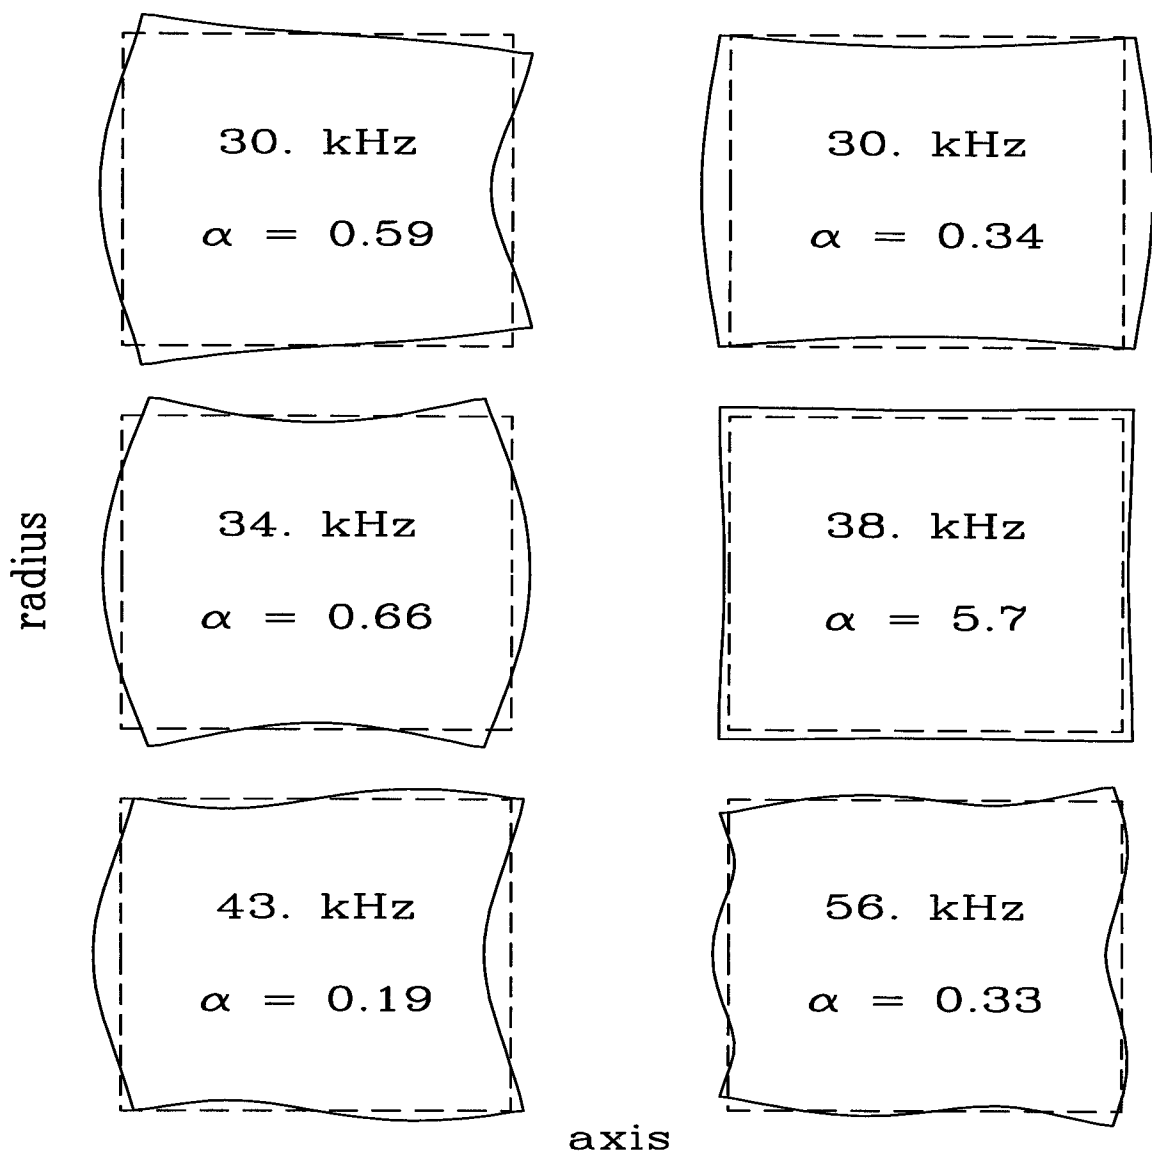 30. kHz
α = 0.59
30. kHz
α = 0.34
34. kHz
α = 0.66
38. kHz
α = 5.7
43. kHz
α = 0.19
56. kHz
α = 0.33
radius
axis